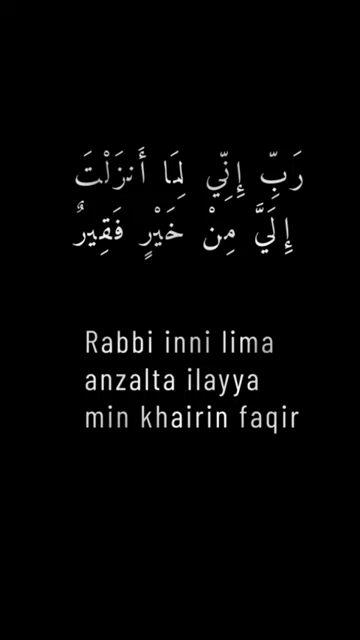 رَبِّ إِنِّي لِمَا أَنزَلْتَ
إِلَيَّ مِنْ خَيْرٍ فَقِيرٌ
Rabbi inni lima
anzalta ilayya
min khairin faqir